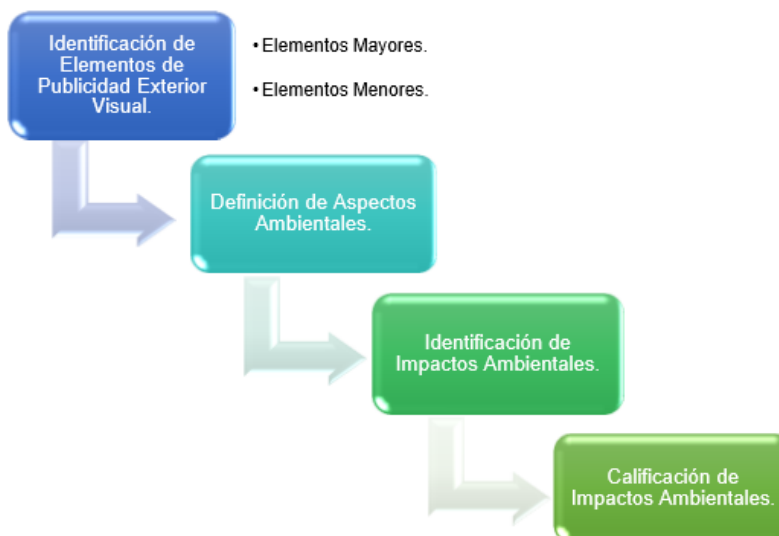 Identificación de
Elementos de
Publicidad Exterior
Visual.
• Elementos Mayores.
• Elementos Menores.
Definición de Aspectos
Ambientales.
Identificación de
Impactos Ambientales.
Calificación de
Impactos Ambientales.